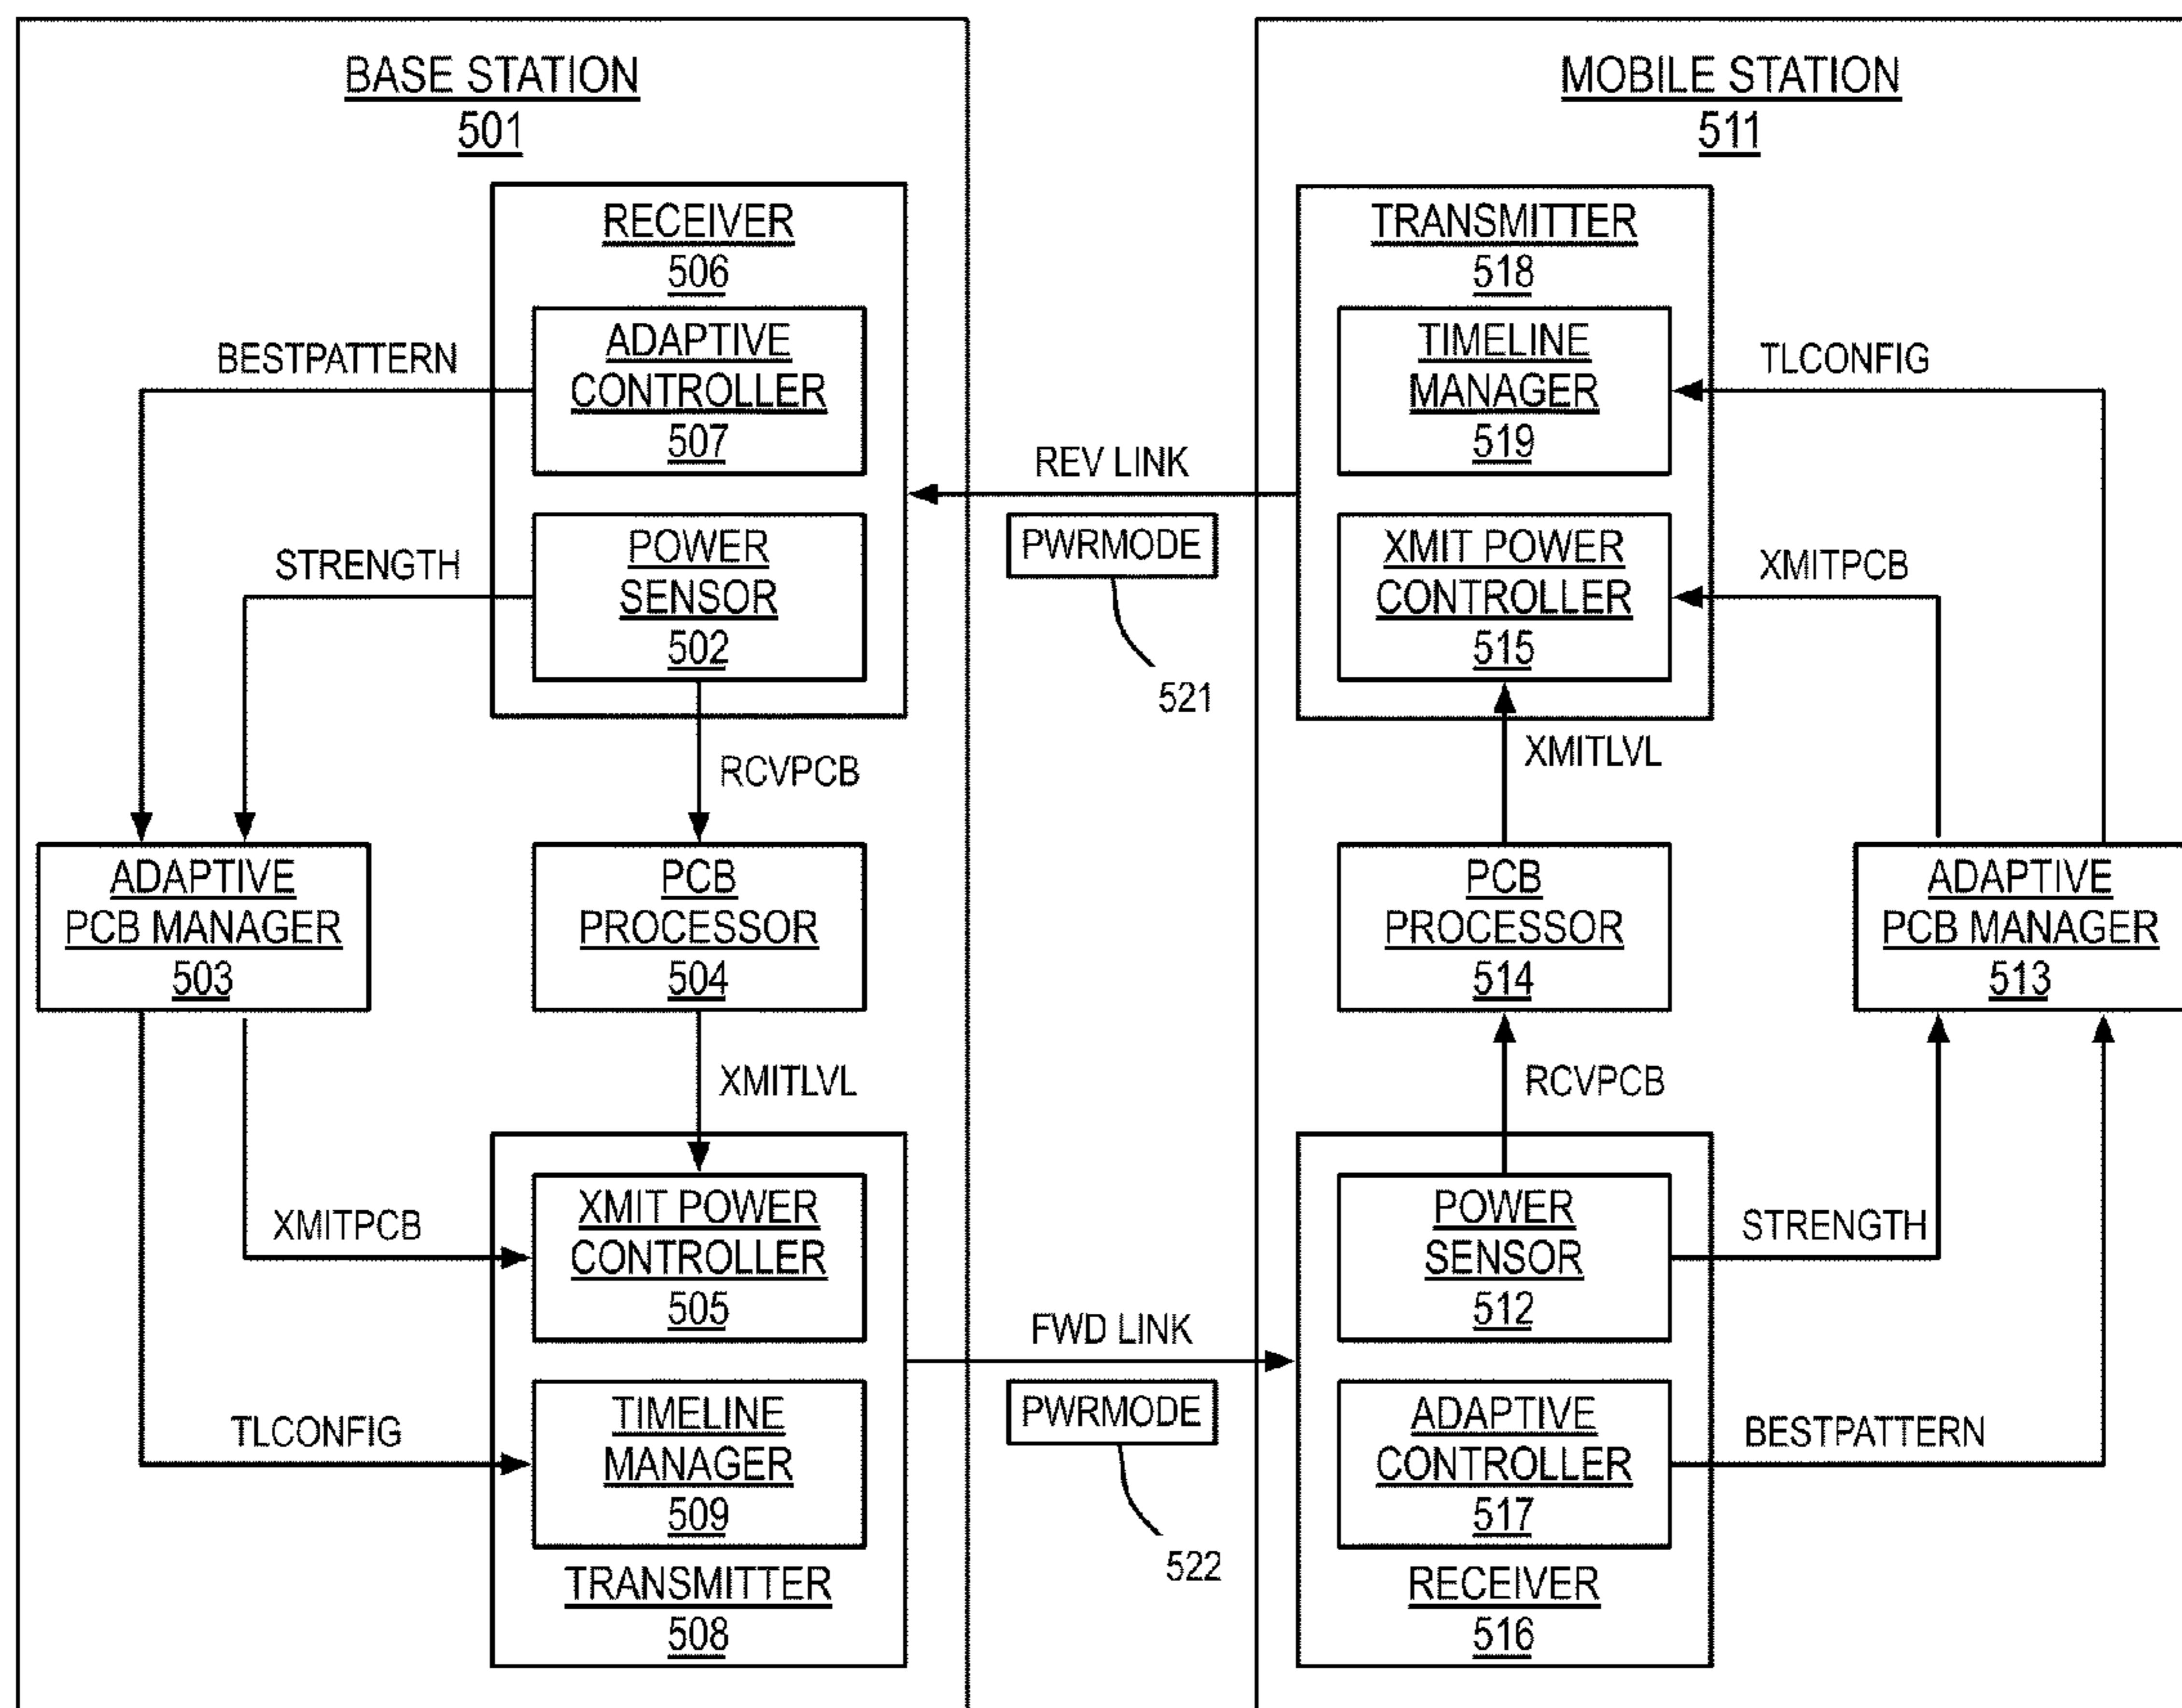 BASE STATION
501
RECEIVER
506
ADAPTIVE
CONTROLLER
507
BESTPATTERN
POWER
SENSOR
502
STRENGTH
RCVPCB
ADAPTIVE
PCB MANAGER
503
PCB
PROCESSOR
504
XMITLVL
XMIT POWER
CONTROLLER
505
XMITPCB
TIMELINE
MANAGER
509
TLCONFIG
TRANSMITTER
508
REV LINK
PWRMODE
521
FWD LINK
PWRMODE
522
MOBILE STATION
511
TRANSMITTER
518
TIMELINE
MANAGER
519
TLCONFIG
XMIT POWER
CONTROLLER
515
XMITPCB
XMITLVL
PCB
PROCESSOR
514
ADAPTIVE
PCB MANAGER
513
RCVPCB
POWER
SENSOR
512
STRENGTH
ADAPTIVE
CONTROLLER
517
BESTPATTERN
RECEIVER
516